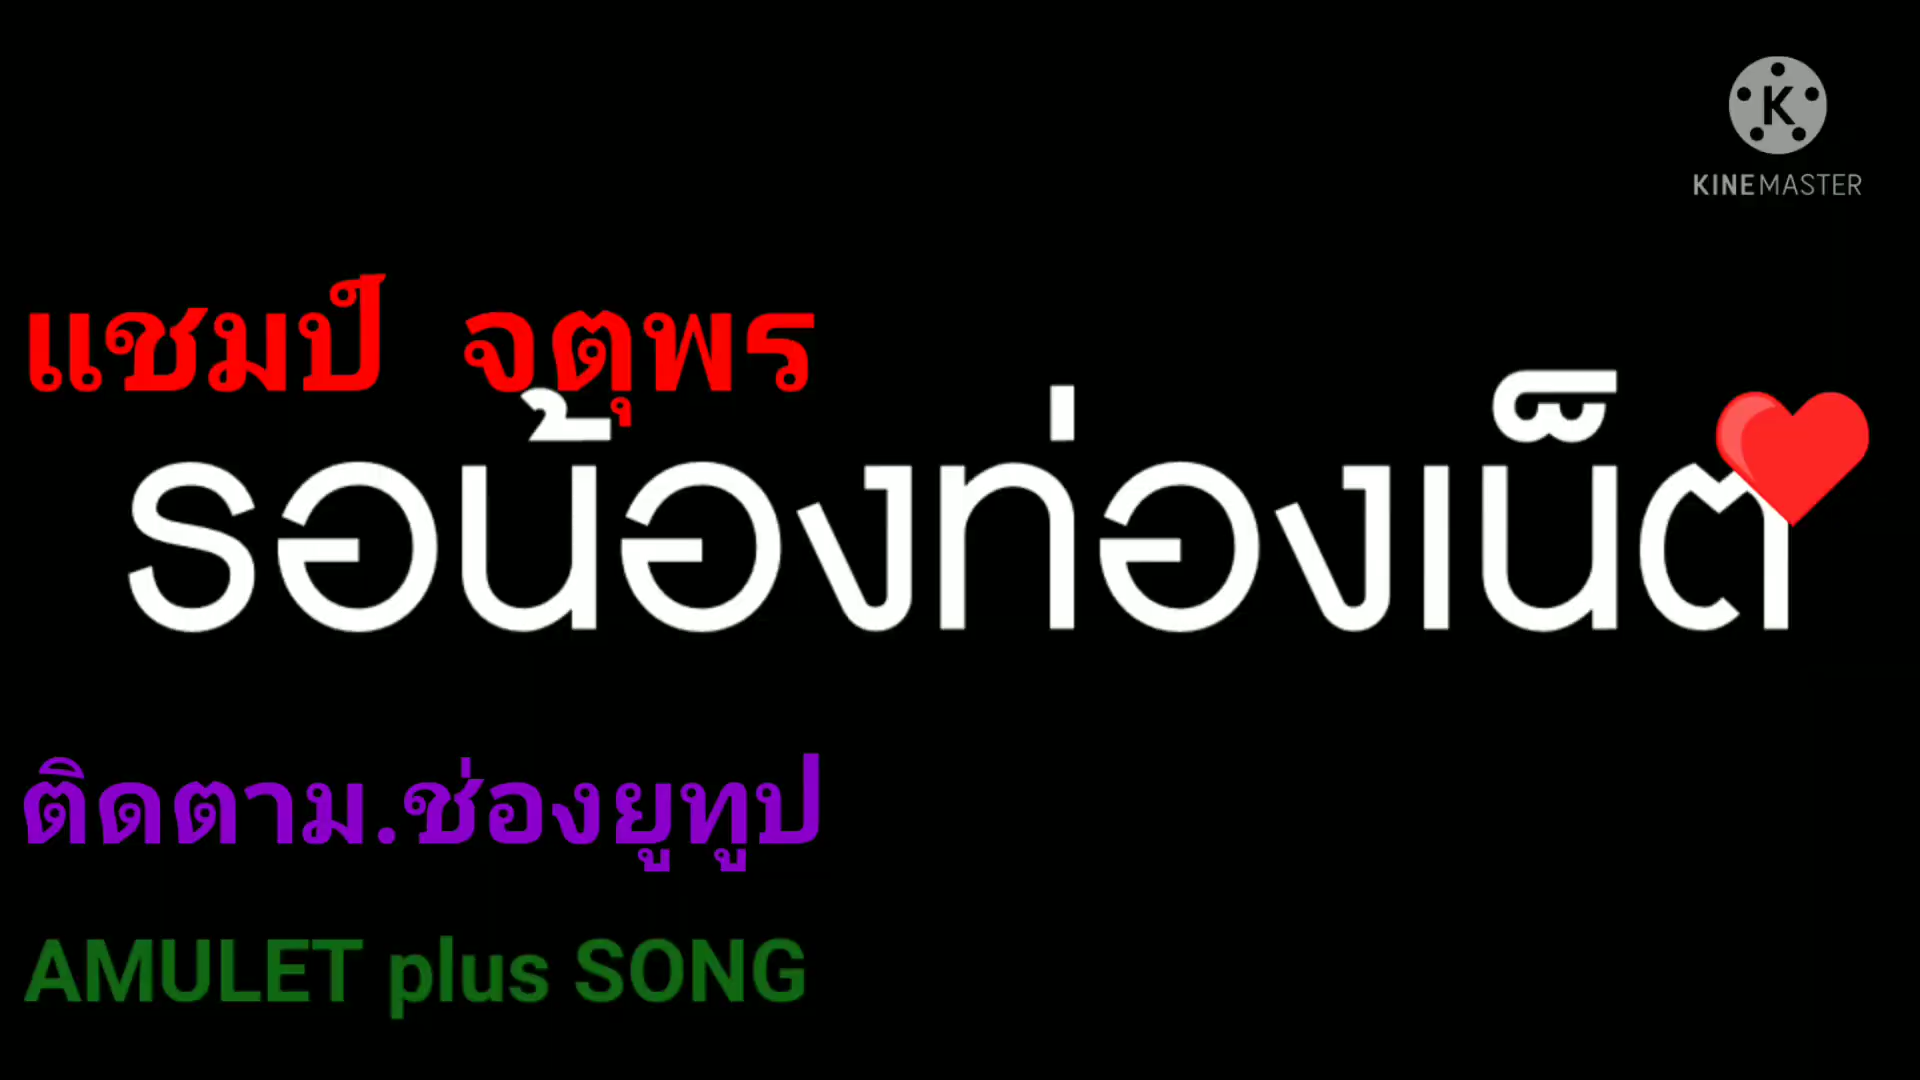 KINEMASTER
แชมป์ จตุพร
รอน้องท่องเน็ต
ติดตาม.ช่องยูทูป
AMULET plus SONG